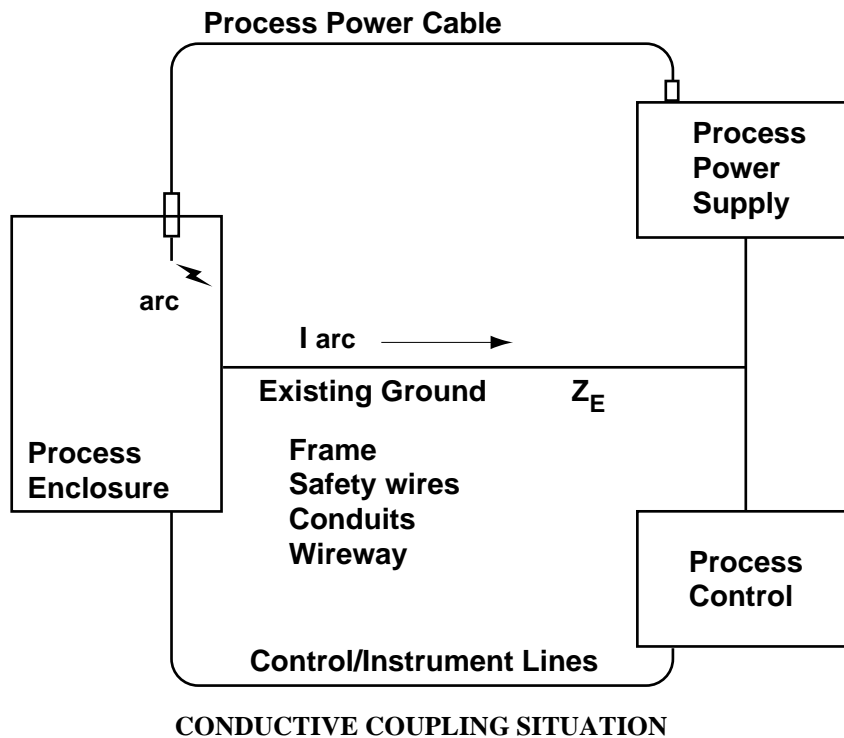 Process Power Cable
Process
Power
Supply
arc
I arc
Existing Ground
Z_E
Frame
Safety wires
Conduits
Wireway
Process
Enclosure
Process
Control
Control/Instrument Lines
CONDUCTIVE COUPLING SITUATION